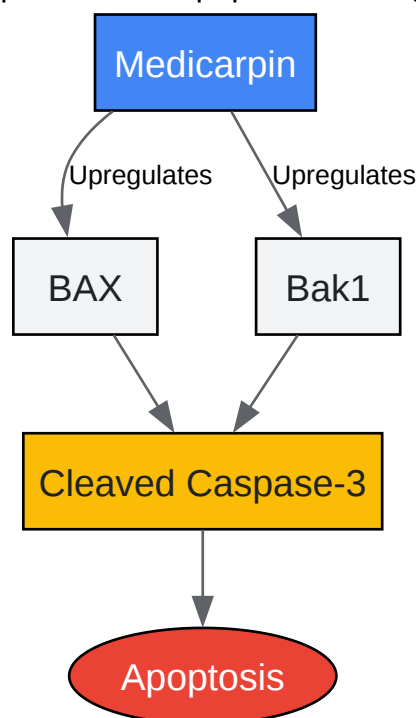 Medicarpin
Upregulates Upregulates
BAX Bak1
Cleaved Caspase-3
Apoptosis